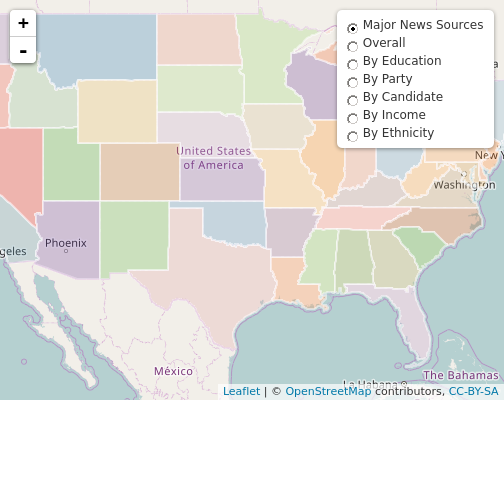 +
-
Major News Sources
Overall
By Education
By Party
By Candidate
By Income
By Ethnicity
United States
of America
New Y
Washington
Phoenix
geles
México
The Bahamas
La Habana
Leaflet | © OpenStreetMap contributors, CC-BY-SA